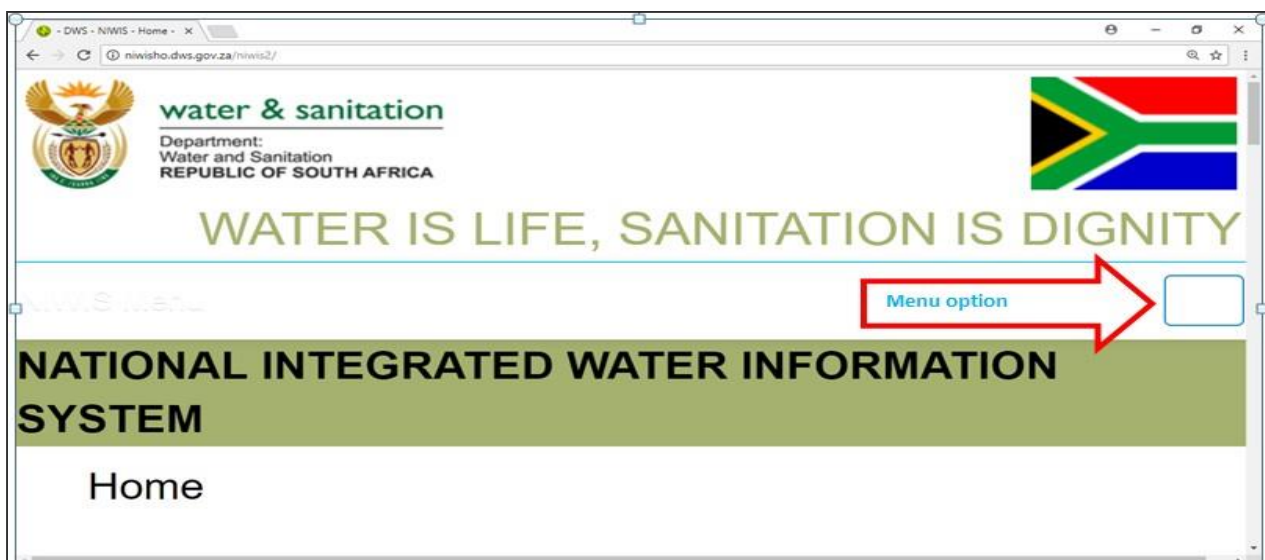 - DWS - NIWIS - Home - ×
niwisho.dws.gov.za/niwis2/
water & sanitation
Department:
Water and Sanitation
REPUBLIC OF SOUTH AFRICA
WATER IS LIFE, SANITATION IS DIGNITY
Menu option
NATIONAL INTEGRATED WATER INFORMATION
SYSTEM
Home